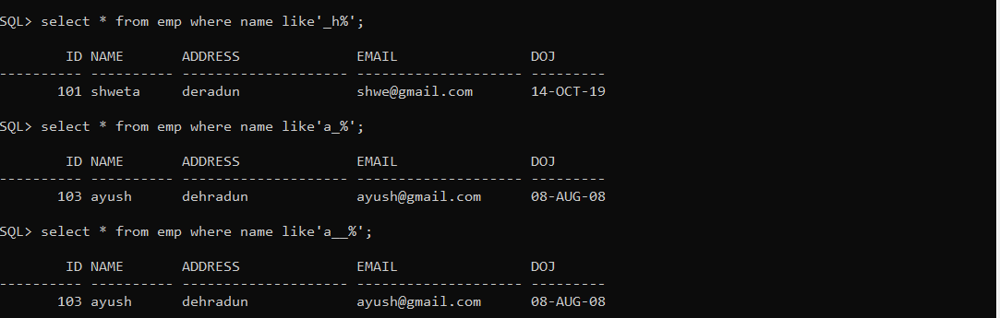 SQL> select * from emp where name like'_h%';
        ID NAME       ADDRESS              EMAIL                DOJ
---------- ---------- -------------------- -------------------- ---------
       101 shweta     deradun              shwe@gmail.com       14-OCT-19
SQL> select * from emp where name like'a_%';
        ID NAME       ADDRESS              EMAIL                DOJ
---------- ---------- -------------------- -------------------- ---------
       103 ayush      dehradun             ayush@gmail.com      08-AUG-08
SQL> select * from emp where name like'a__%';
        ID NAME       ADDRESS              EMAIL                DOJ
---------- ---------- -------------------- -------------------- ---------
       103 ayush      dehradun             ayush@gmail.com      08-AUG-08